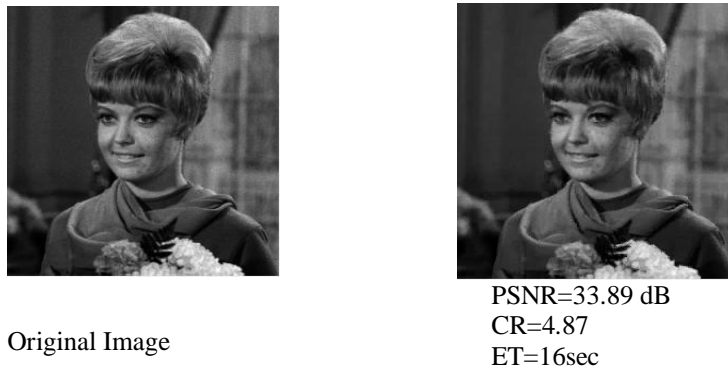 Original Image
PSNR=33.89 dB
CR=4.87
ET=16sec